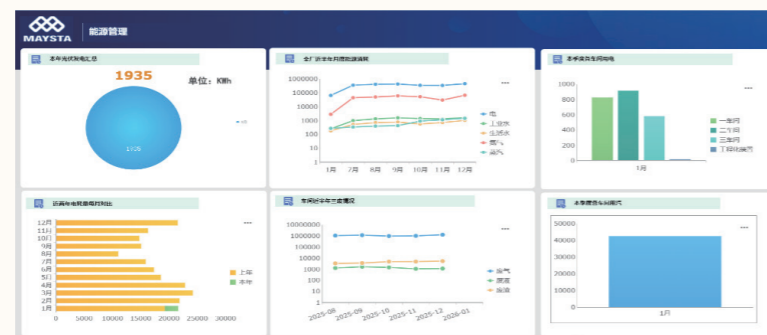 MAYSTA
能源管理
本年光伏发电汇总
1935
单位：KWh
全厂近半年月度能源消耗
1000000
100000
10000
1000
100
10
1
1月 7月 8月 9月 10月 11月 12月
电
工业水
生活水
氮气
蒸汽
本季度各车间用电
1000
800
600
400
200
0
1月
一车间
二车间
三车间
近两年电耗量每月对比
12月
11月
10月
9月
8月
7月
6月
5月
4月
3月
2月
1月
0 5000 10000 15000 20000 25000 30000
上年
本年
车间近半年三废情况
10000000
1000000
100000
10000
1000
100
10
1
2025-08 2025-09 2025-10 2025-11 2025-12 2026-01
废气
废液
废渣
本季度各车间蒸汽
50000
40000
30000
20000
10000
0
1月